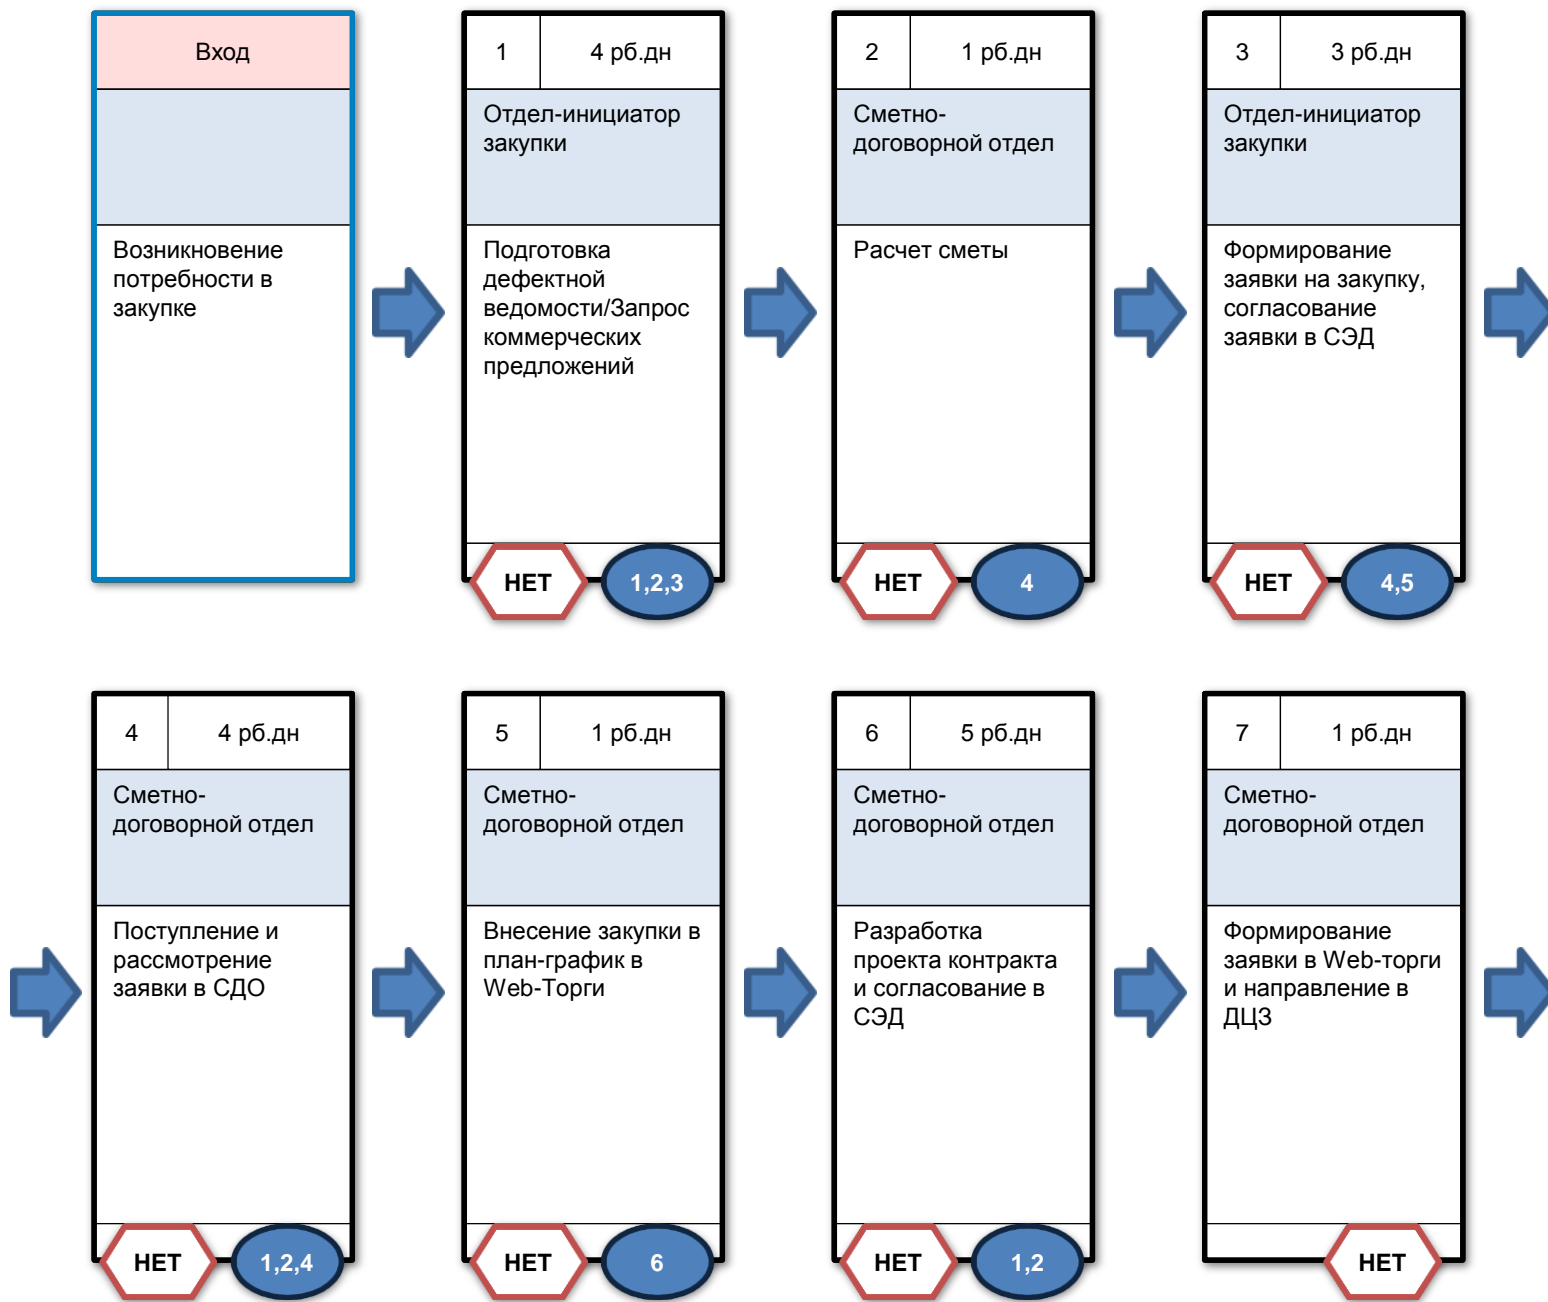 Вход
Возникновение
потребности в
закупке
1
4 рб.дн
Отдел-инициатор
закупки
Подготовка
дефектной
ведомости/Запрос
коммерческих
предложений
НЕТ
1,2,3
2
1 рб.дн
Сметно-
договорной отдел
Расчет сметы
НЕТ
4
3
3 рб.дн
Отдел-инициатор
закупки
Формирование
заявки на закупку,
согласование
заявки в СЭД
НЕТ
4,5
4
4 рб.дн
Сметно-
договорной отдел
Поступление и
рассмотрение
заявки в СДО
НЕТ
1,2,4
5
1 рб.дн
Сметно-
договорной отдел
Внесение закупки в
план-график в
Web-Торги
НЕТ
6
6
5 рб.дн
Сметно-
договорной отдел
Разработка
проекта контракта
и согласование в
СЭД
НЕТ
1,2
7
1 рб.дн
Сметно-
договорной отдел
Формирование
заявки в Web-торги
и направление в
ДЦЗ
НЕТ